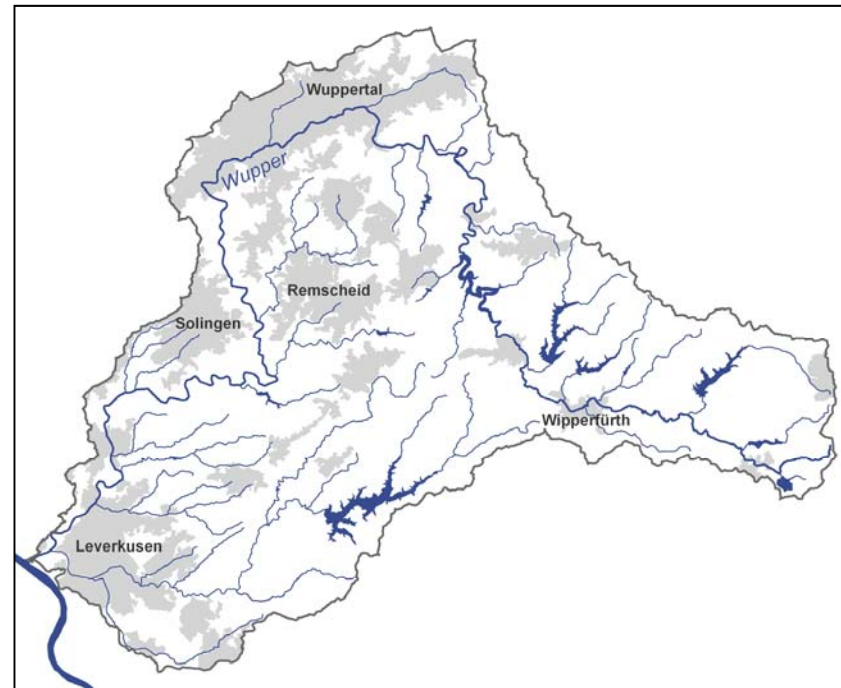 Wuppertal
Wupper
Remscheid
Solingen
Wipperfürth
Leverkusen